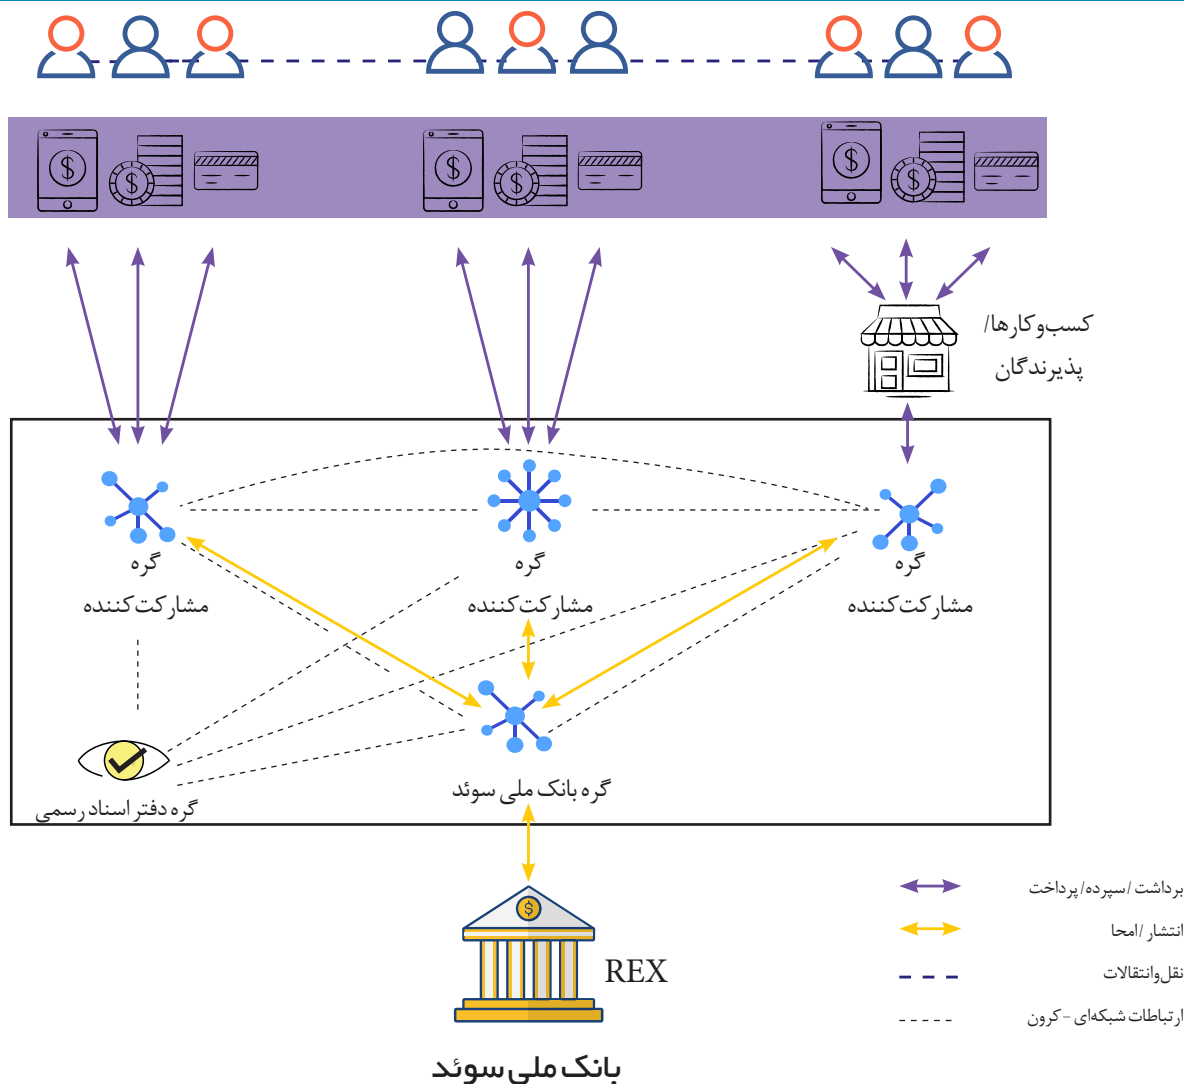 کسب‌وکارها/
پذیرندگان
گره
مشارکت‌کننده
گره
مشارکت‌کننده
گره
مشارکت‌کننده
گره بانک ملی سوئد
گره دفتر اسناد رسمی
برداشت/سپرده/پرداخت
انتشار/امحا
نقل‌وانتقالات
ارتباطات شبکه‌ای - کرون
REX
بانک ملی سوئد